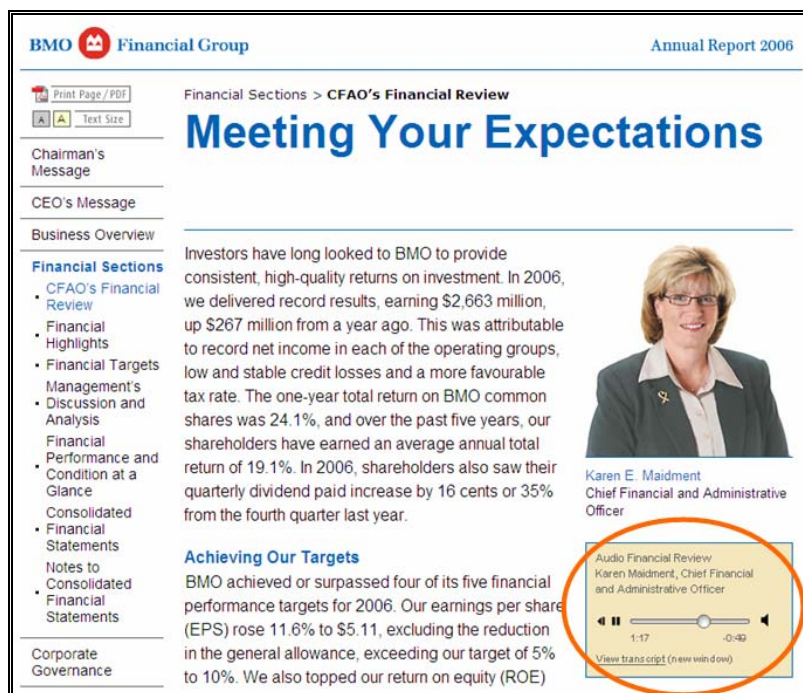 BMO Financial Group
Annual Report 2006
Print Page / PDF
A A Text Size
Chairman's
Message
CEO's Message
Business Overview
Financial Sections
CFAO's Financial
Review
Financial
Highlights
Financial Targets
Management's
Discussion and
Analysis
Financial
Performance and
Condition at a
Glance
Consolidated
Financial
Statements
Notes to
Consolidated
Financial
Statements
Corporate
Governance
Financial Sections > CFAO's Financial Review
Meeting Your Expectations
Investors have long looked to BMO to provide
consistent, high-quality returns on investment. In 2006,
we delivered record results, earning $2,663 million,
up $267 million from a year ago. This was attributable
to record net income in each of the operating groups,
low and stable credit losses and a more favourable
tax rate. The one-year total return on BMO common
shares was 24.1%, and over the past five years, our
shareholders have earned an average annual total
return of 19.1%. In 2006, shareholders also saw their
quarterly dividend paid increase by 16 cents or 35%
from the fourth quarter last year.
Achieving Our Targets
BMO achieved or surpassed four of its five financial
performance targets for 2006. Our earnings per share
(EPS) rose 11.6% to $5.11, excluding the reduction
in the general allowance, exceeding our target of 5%
to 10%. We also topped our return on equity (ROE)
Karen E. Maidment
Chief Financial and Administrative
Officer
Audio Financial Review
Karen Maidment, Chief Financial
and Administrative Officer
1:17 -0:49
View transcript (new window)